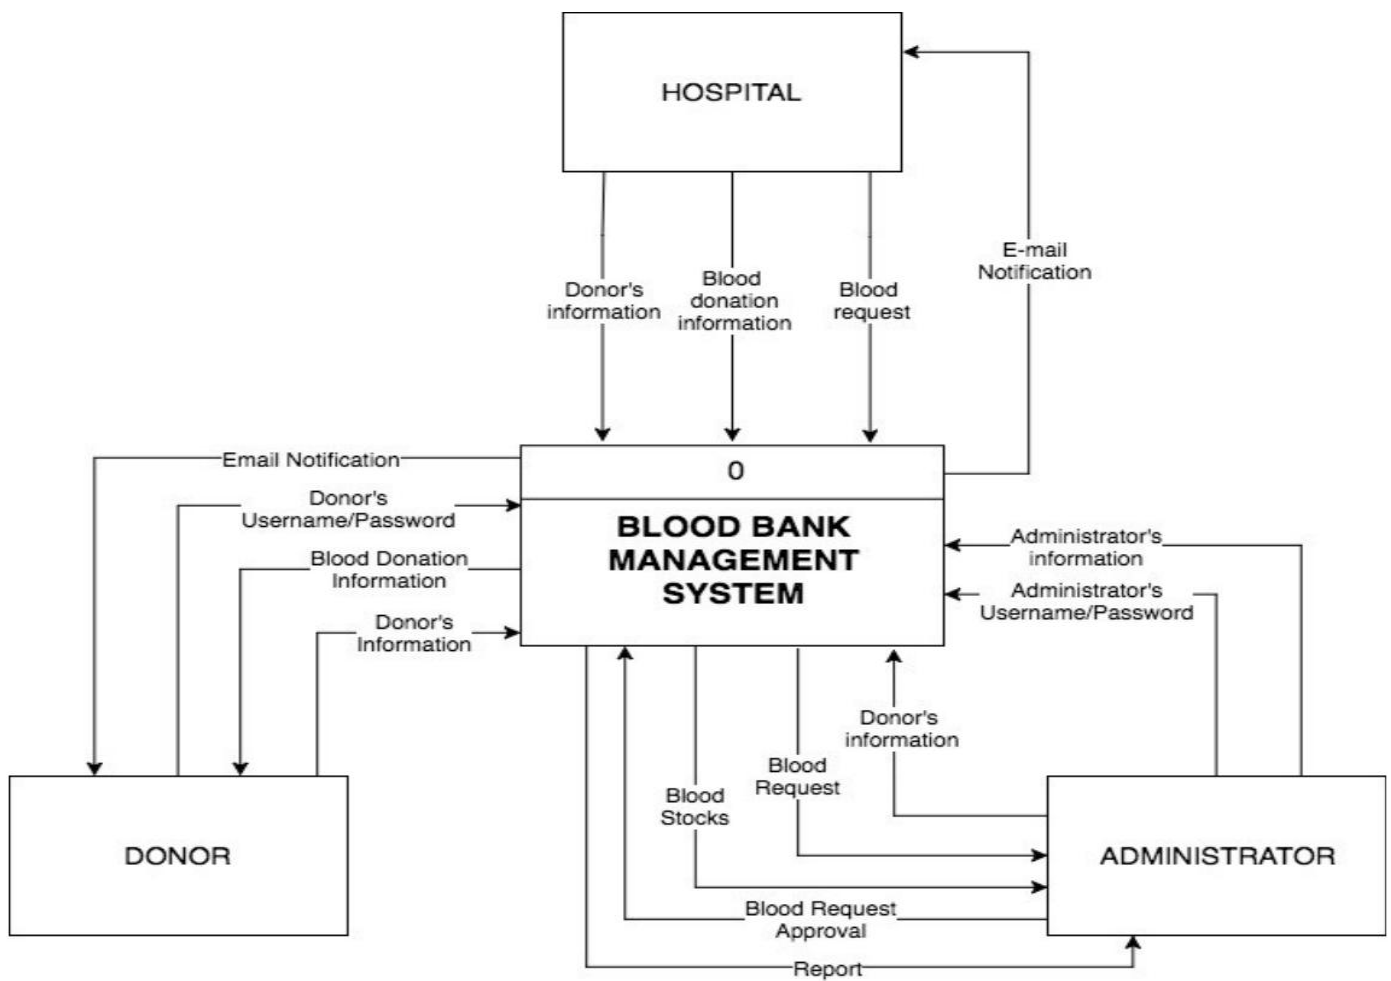 HOSPITAL
E-mail
Notification
Donor's
information
Blood
donation
information
Blood
request
Email Notification
Donor's
Username/Password
Blood Donation
Information
Donor's
Information
0
BLOOD BANK
MANAGEMENT
SYSTEM
Administrator's
information
Administrator's
Username/Password
Donor's
information
Blood
Request
Blood
Stocks
DONOR
ADMINISTRATOR
Blood Request
Approval
Report